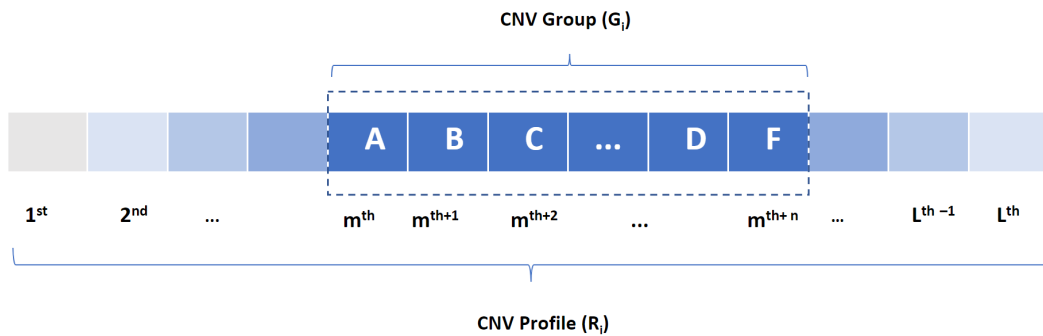 CNV Group (Gᵢ)
A B C ... D F
1ˢᵗ 2ⁿᵈ ... mᵗʰ mᵗʰ⁺¹ mᵗʰ⁺² ... mᵗʰ⁺ ⁿ ... Lᵗʰ ⁻¹ Lᵗʰ
CNV Profile (Rᵢ)